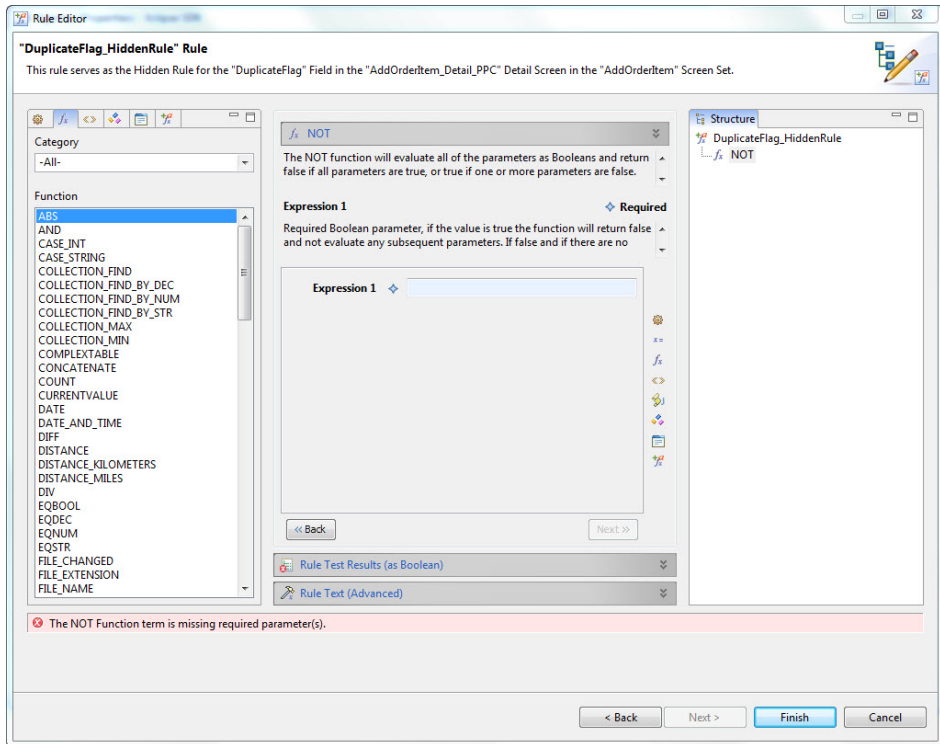 Rule Editor
"DuplicateFlag_HiddenRule" Rule
This rule serves as the Hidden Rule for the "DuplicateFlag" Field in the "AddOrderItem_Detail_PPC" Detail Screen in the "AddOrderItem" Screen Set.
Category
-All-
Function
ABS
AND
CASE_INT
CASE_STRING
COLLECTION_FIND
COLLECTION_FIND_BY_DEC
COLLECTION_FIND_BY_NUM
COLLECTION_FIND_BY_STR
COLLECTION_MAX
COLLECTION_MIN
COMPLEXTABLE
CONCATENATE
COUNT
CURRENTVALUE
DATE
DATE_AND_TIME
DIFF
DISTANCE
DISTANCE_KILOMETERS
DISTANCE_MILES
DIV
EQBOOL
EQDEC
EQNUM
EQSTR
FILE_CHANGED
FILE_EXTENSION
FILE_NAME
fx NOT
The NOT function will evaluate all of the parameters as Booleans and return
false if all parameters are true, or true if one or more parameters are false.
Expression 1 Required
Required Boolean parameter, if the value is true the function will return false
and not evaluate any subsequent parameters. If false and if there are no
Expression 1
<< Back Next >>
Rule Test Results (as Boolean)
Rule Text (Advanced)
Structure
DuplicateFlag_HiddenRule
fx NOT
The NOT Function term is missing required parameter(s).
< Back Next > Finish Cancel